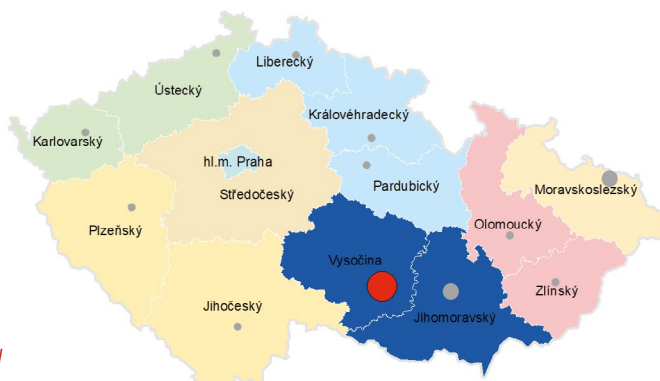 Liberecký
Ústecký
Královéhradecký
Karlovarský
hl.m. Praha
Pardubický
Středočeský
Moravskoslezský
Plzeňský
Olomoucký
Vysočina
Zlínský
Jihočeský
Jihomoravský